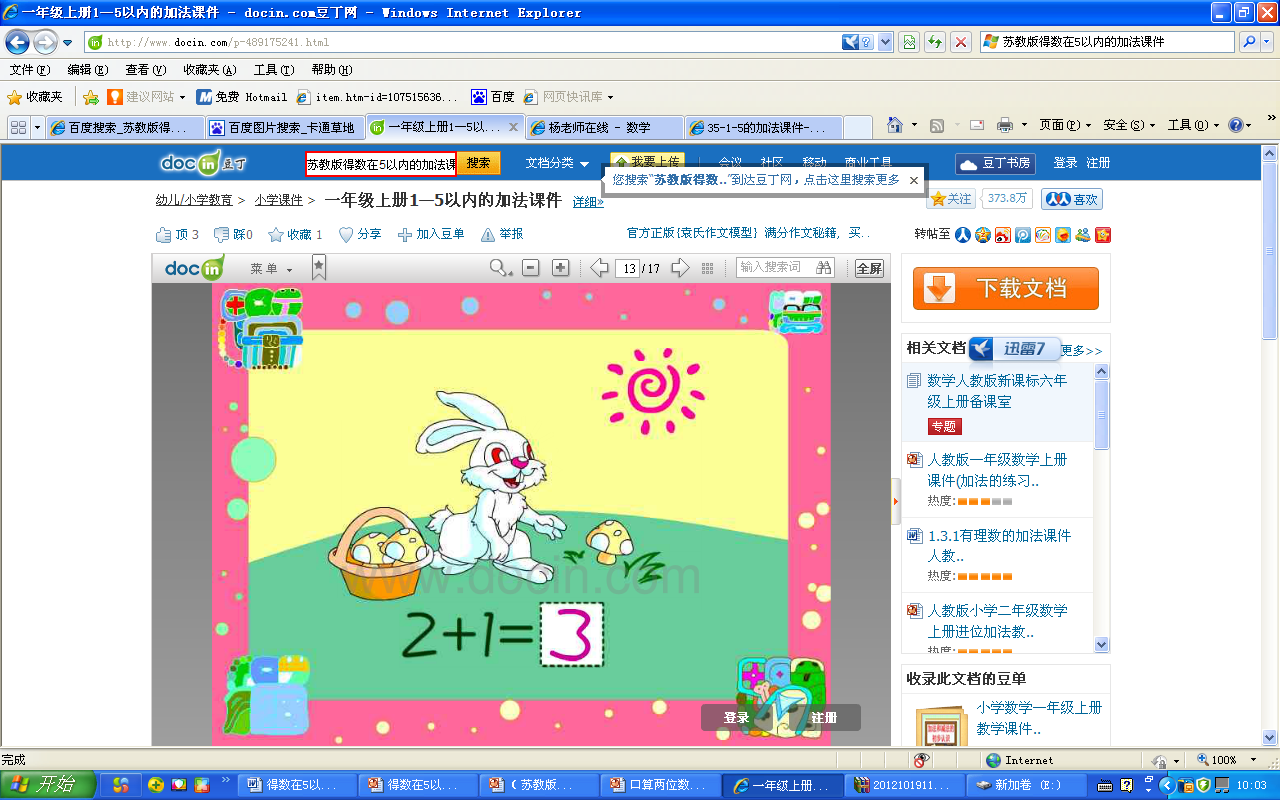 一年级上册1—5以内的加法课件 - docin.com豆丁网 - Windows Internet Explorer
http://www.docin.com/p-489175241.html
苏教版得数在5以内的加法课件
文件(F) 编辑(E) 查看(V) 收藏夹(A) 工具(T) 帮助(H)
收藏夹 建议网站 免费 Hotmail item.htm-id=107515636... 百度 网页快讯库
百度搜索_苏教版得... 百度图片搜索_卡通草地 一年级上册1—5以... 杨老师在线 - 数学 35-1-5的加法课件-...
页面(P) 安全(S) 工具(O)
docin豆丁 苏教版得数在5以内的加法课 搜索 文档分类 我要上传 会议 社区 移动 商业工具 豆丁书房 登录 注册
您搜索“苏教版得数..”到达豆丁网，点击这里搜索更多
幼儿/小学教育 > 小学课件 > 一年级上册1—5以内的加法课件 详细»
关注 373.8万 喜欢
顶 3 踩0 收藏 1 分享 加入豆单 举报
官方正版{袁氏作文模型} 满分作文秘籍, 买..
转帖至
docin 菜单 13 / 17 输入搜索词 全屏
www.docin.com
2+1=3
登录 注册
下载文档
相关文档 迅雷7 更多>>
数学人教版新课标六年
级上册备课室
专题
人教版一年级数学上册
课件(加法的练习..
热度:
1.3.1有理数的加法课件
人教..
热度:
人教版小学二年级数学
上册进位加法教..
热度:
收录此文档的豆单
小学数学一年级上册
教学课件..
完成 Internet 100%
开始 得数在5以... 得数在5以... (苏教版... 口算两位数... 一年级上册... 2012101911... 新加卷 (E:) 10:03